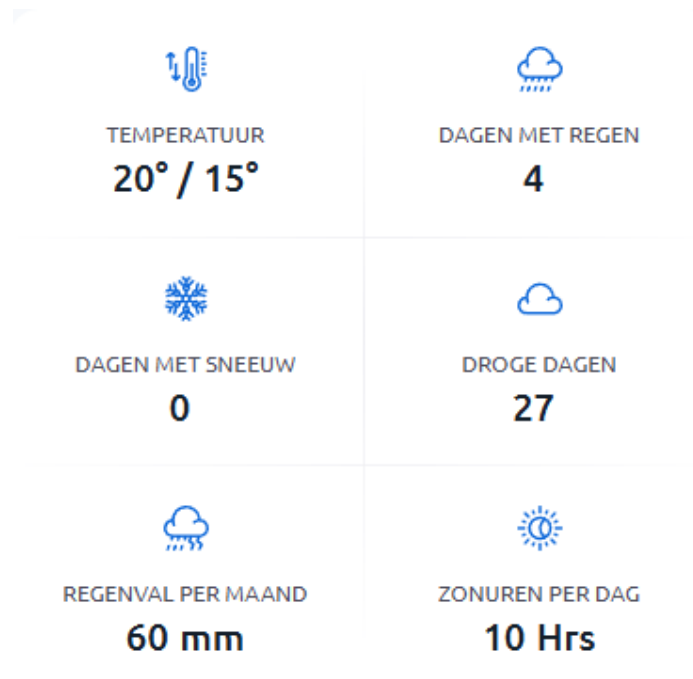 TEMPERATUUR
20° / 15°
DAGEN MET REGEN
4
DAGEN MET SNEEUW
0
DROGE DAGEN
27
REGENVAL PER MAAND
60 mm
ZONUREN PER DAG
10 Hrs